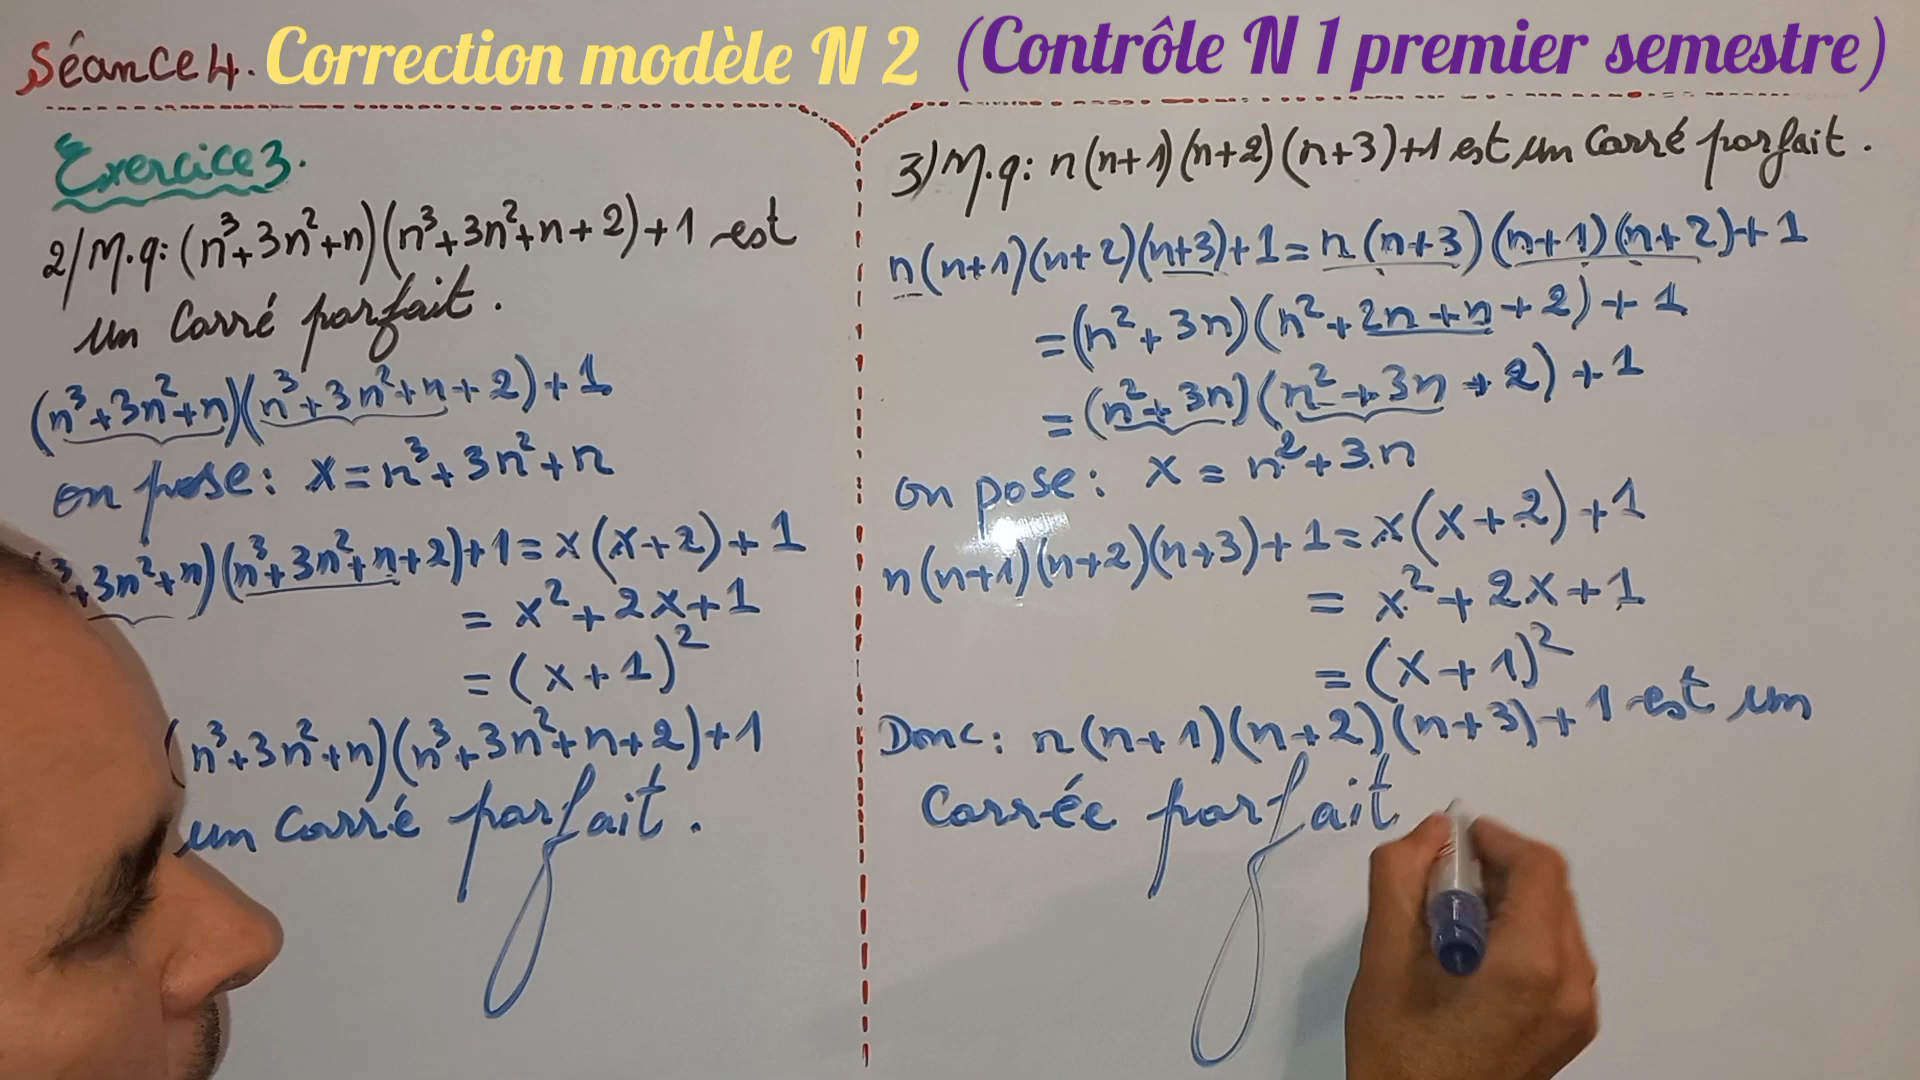 Séance 4. Correction modèle N 2 (Contrôle N 1 premier semestre)
Exercice 3.
2/ M.q: (n³+3n²+n)(n³+3n²+n+2)+1 est
un carré parfait.
(n³+3n²+n)(n³+3n²+n+2)+1
on pose: x=n³+3n²+n
³+3n²+n)(n³+3n²+n+2)+1=x(x+2)+1
= x²+2x+1
= (x+1)²
(n³+3n²+n)(n³+3n²+n+2)+1
un carré parfait.
3) M.q: n(n+1)(n+2)(n+3)+1 est un carré parfait.
n(n+1)(n+2)(n+3)+1=n(n+3)(n+1)(n+2)+1
=(n²+3n)(n²+2n+n+2)+1
=(n²+3n)(n²+3n+2)+1
on pose: x = n²+3n
n(n+1)(n+2)(n+3)+1=x(x+2)+1
= x²+2x+1
= (x+1)²
Donc: n(n+1)(n+2)(n+3)+1 est un
carrée parfait